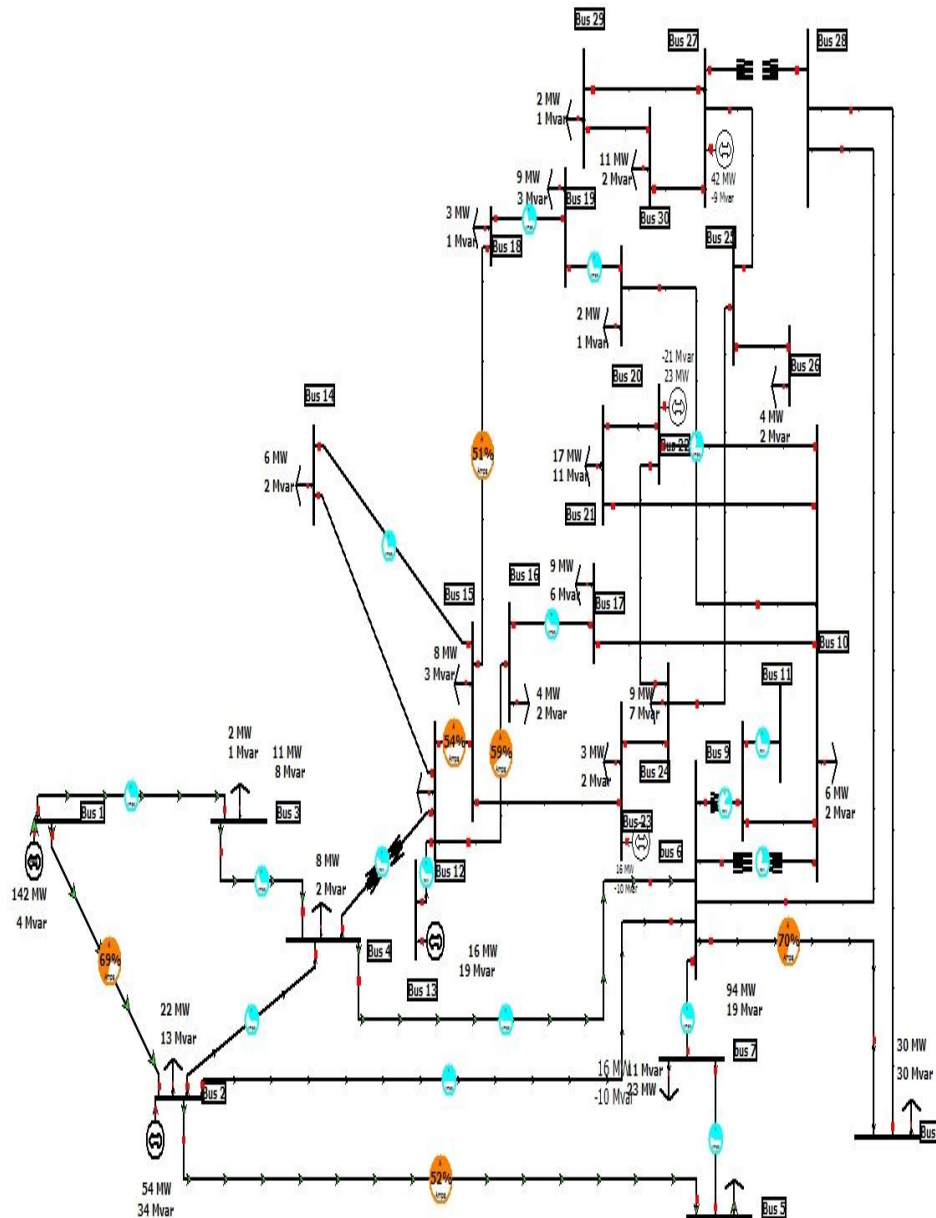 Bus 29
Bus 27
Bus 28
2 MW
1 Mvar
11 MW
2 Mvar
42 MW
-9 Mvar
9 MW
3 Mvar
Bus 19
Bus 30
3 MW
1 Mvar
Bus 18
Bus 25
2 MW
1 Mvar
Bus 26
4 MW
2 Mvar
-21 Mvar
23 MW
Bus 20
Bus 14
6 MW
2 Mvar
51%
Amps
Bus 22
17 MW
11 Mvar
Bus 21
Bus 16
9 MW
6 Mvar
Bus 17
Bus 15
8 MW
3 Mvar
Bus 10
Bus 11
4 MW
2 Mvar
9 MW
7 Mvar
54%
Amps
59%
Amps
3 MW
2 Mvar
Bus 24
Bus 9
6 MW
2 Mvar
2 MW
1 Mvar
11 MW
8 Mvar
Bus 1
Bus 3
Bus 23
bus 6
16 MW
-10 Mvar
Bus 12
142 MW
4 Mvar
8 MW
2 Mvar
Bus 4
16 MW
19 Mvar
Bus 13
69%
Amps
70%
Amps
94 MW
19 Mvar
22 MW
13 Mvar
bus 7
30 MW
30 Mvar
Bus 2
16 MW
-10 Mvar
11 Mvar
23 MW
Bus
54 MW
34 Mvar
52%
Amps
Bus 5